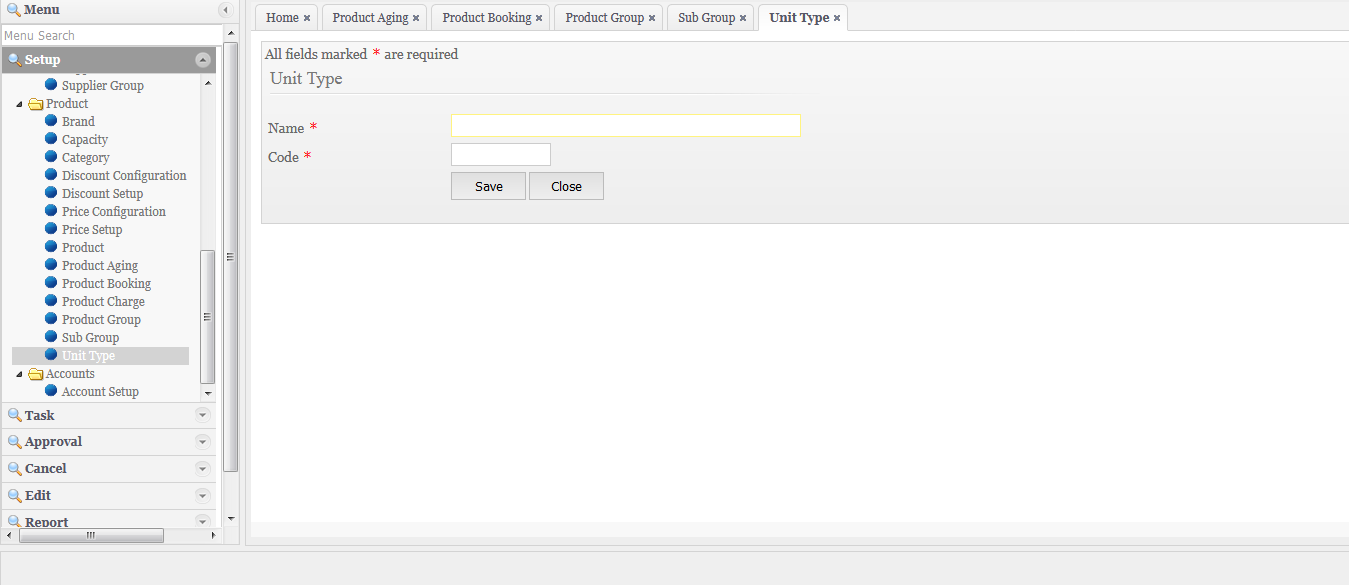 Menu
Menu Search
Setup
Supplier Group
Product
Brand
Capacity
Category
Discount Configuration
Discount Setup
Price Configuration
Price Setup
Product
Product Aging
Product Booking
Product Charge
Product Group
Sub Group
Unit Type
Accounts
Account Setup
Task
Approval
Cancel
Edit
Report
Home × Product Aging × Product Booking × Product Group × Sub Group × Unit Type ×
All fields marked * are required
Unit Type
Name *
Code *
Save Close